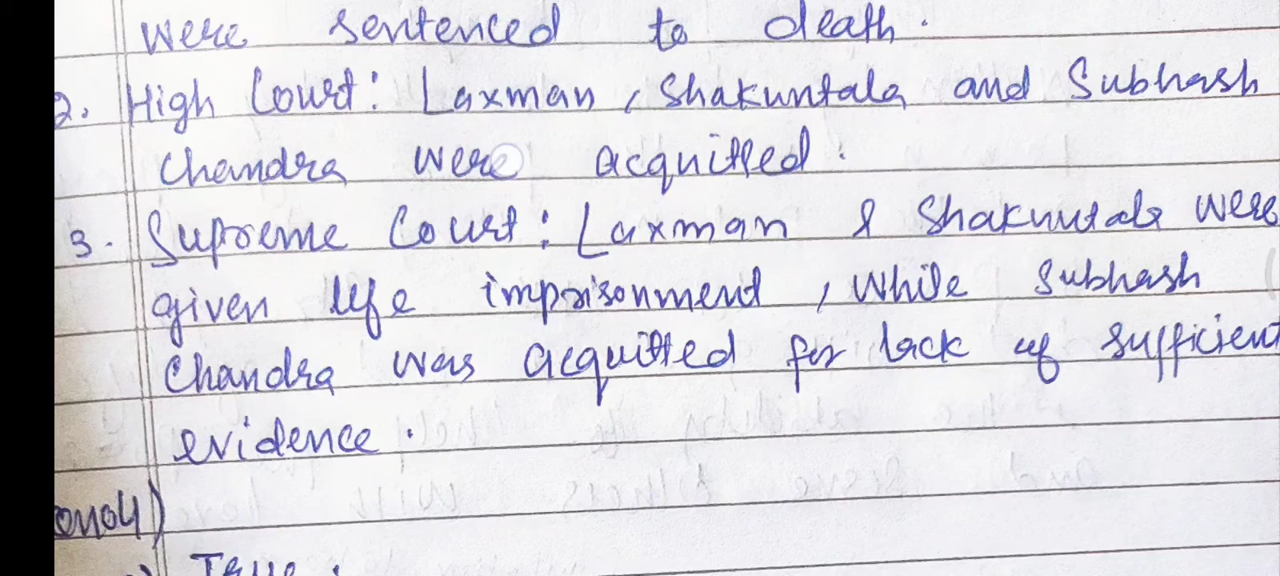 were sentenced to death.
2. High Court: Laxman, Shakuntala and Subhash
Chandra were acquitted.
3. Supreme Court: Laxman & Shakuntala were
given life imprisonment, while Subhash
Chandra was acquitted for lack of sufficient
evidence.
True.